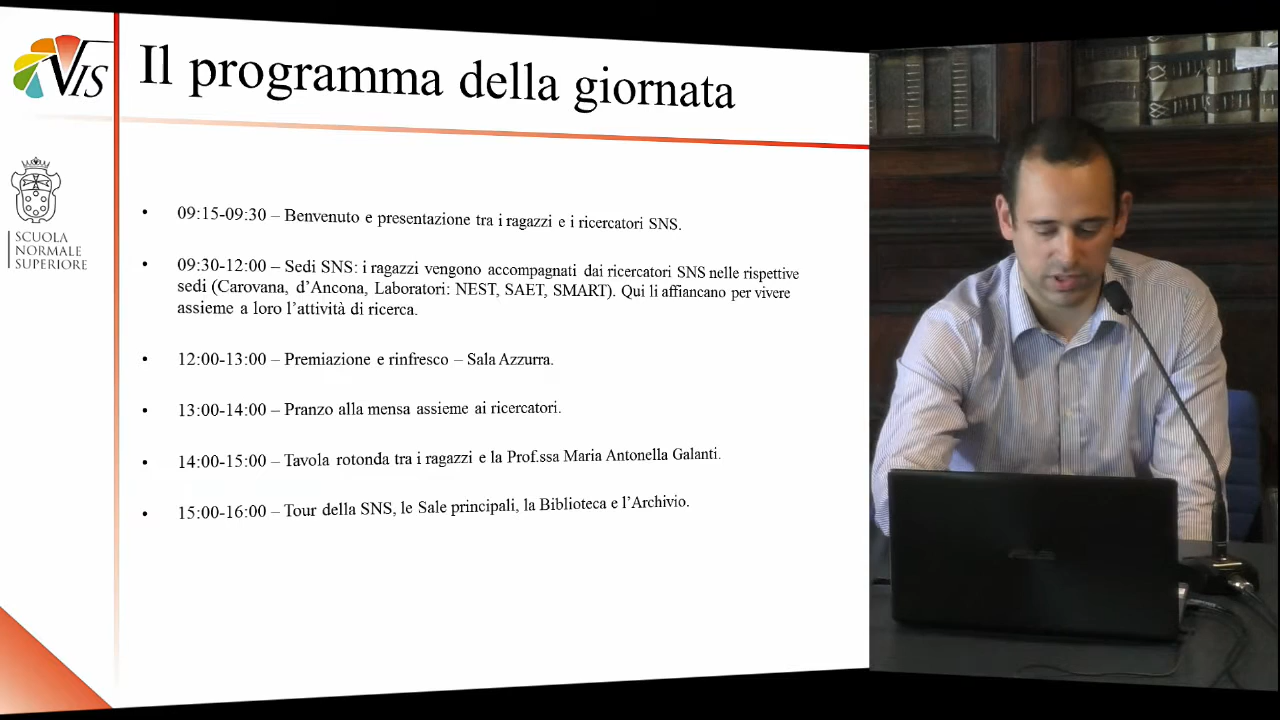 VIS
Il programma della giornata
SCUOLA
NORMALE
SUPERIORE
• 09:15-09:30 – Benvenuto e presentazione tra i ragazzi e i ricercatori SNS.
• 09:30-12:00 – Sedi SNS: i ragazzi vengono accompagnati dai ricercatori SNS nelle rispettive
sedi (Carovana, d’Ancona, Laboratori: NEST, SAET, SMART). Qui li affiancano per vivere
assieme a loro l’attività di ricerca.
• 12:00-13:00 – Premiazione e rinfresco – Sala Azzurra.
• 13:00-14:00 – Pranzo alla mensa assieme ai ricercatori.
• 14:00-15:00 – Tavola rotonda tra i ragazzi e la Prof.ssa Maria Antonella Galanti.
• 15:00-16:00 – Tour della SNS, le Sale principali, la Biblioteca e l’Archivio.